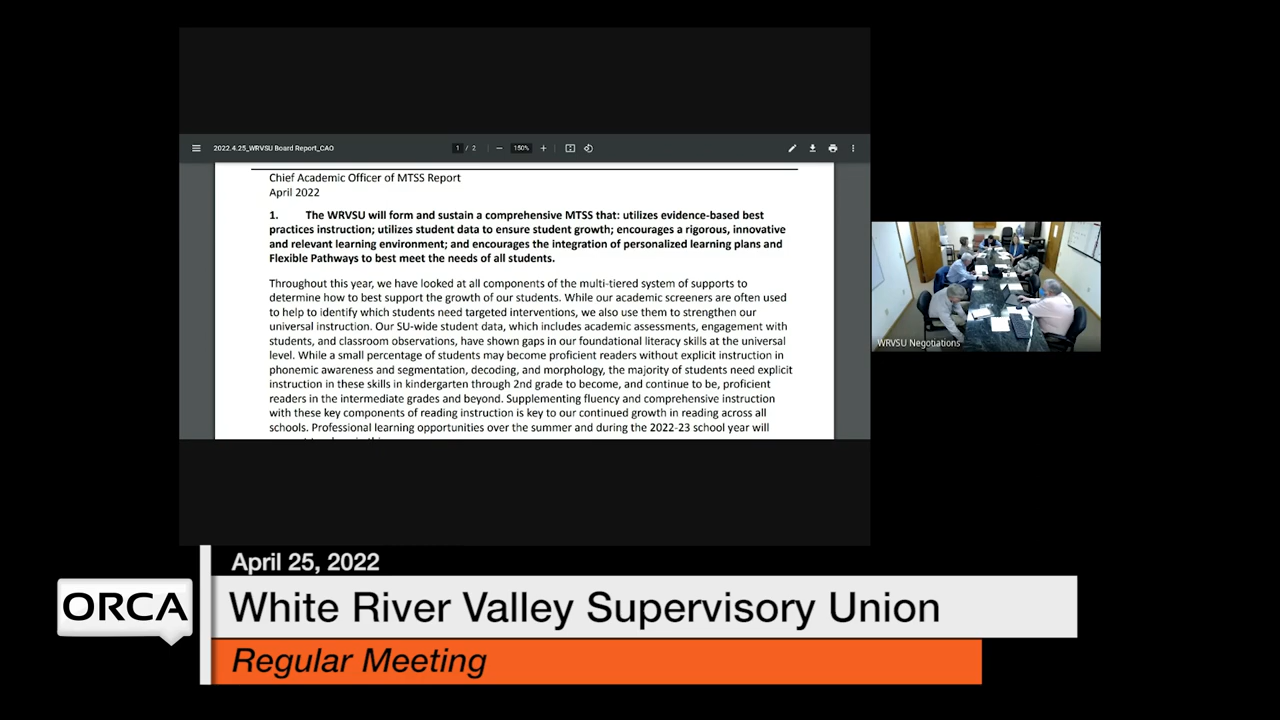 2022.4.25_WRVSU Board Report_CAO
1 / 2
150%
Chief Academic Officer of MTSS Report
April 2022
1. The WRVSU will form and sustain a comprehensive MTSS that: utilizes evidence-based best
practices instruction; utilizes student data to ensure student growth; encourages a rigorous, innovative
and relevant learning environment; and encourages the integration of personalized learning plans and
Flexible Pathways to best meet the needs of all students.
Throughout this year, we have looked at all components of the multi-tiered system of supports to
determine how to best support the growth of our students. While our academic screeners are often used
to help to identify which students need targeted interventions, we also use them to strengthen our
universal instruction. Our SU-wide student data, which includes academic assessments, engagement with
students, and classroom observations, have shown gaps in our foundational literacy skills at the universal
level. While a small percentage of students may become proficient readers without explicit instruction in
phonemic awareness and segmentation, decoding, and morphology, the majority of students need explicit
instruction in these skills in kindergarten through 2nd grade to become, and continue to be, proficient
readers in the intermediate grades and beyond. Supplementing fluency and comprehensive instruction
with these key components of reading instruction is key to our continued growth in reading across all
schools. Professional learning opportunities over the summer and during the 2022-23 school year will
WRVSU Negotiations
April 25, 2022
ORCA
White River Valley Supervisory Union
Regular Meeting